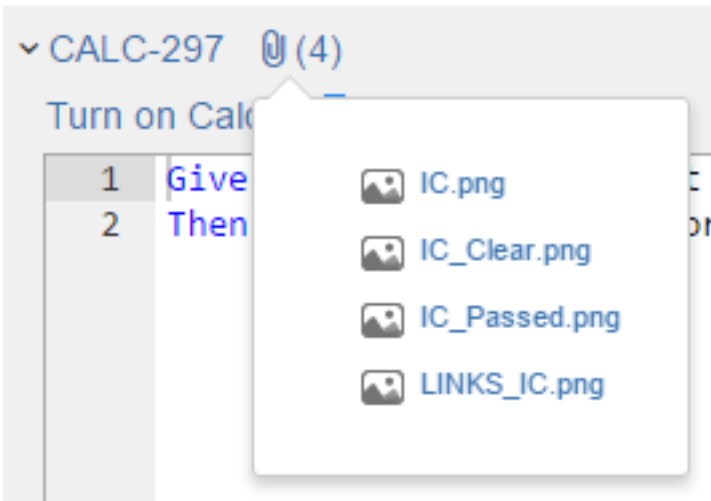 CALC-297 (4)
Turn on Calc
1 Give
2 Then
IC.png
IC_Clear.png
IC_Passed.png
LINKS_IC.png